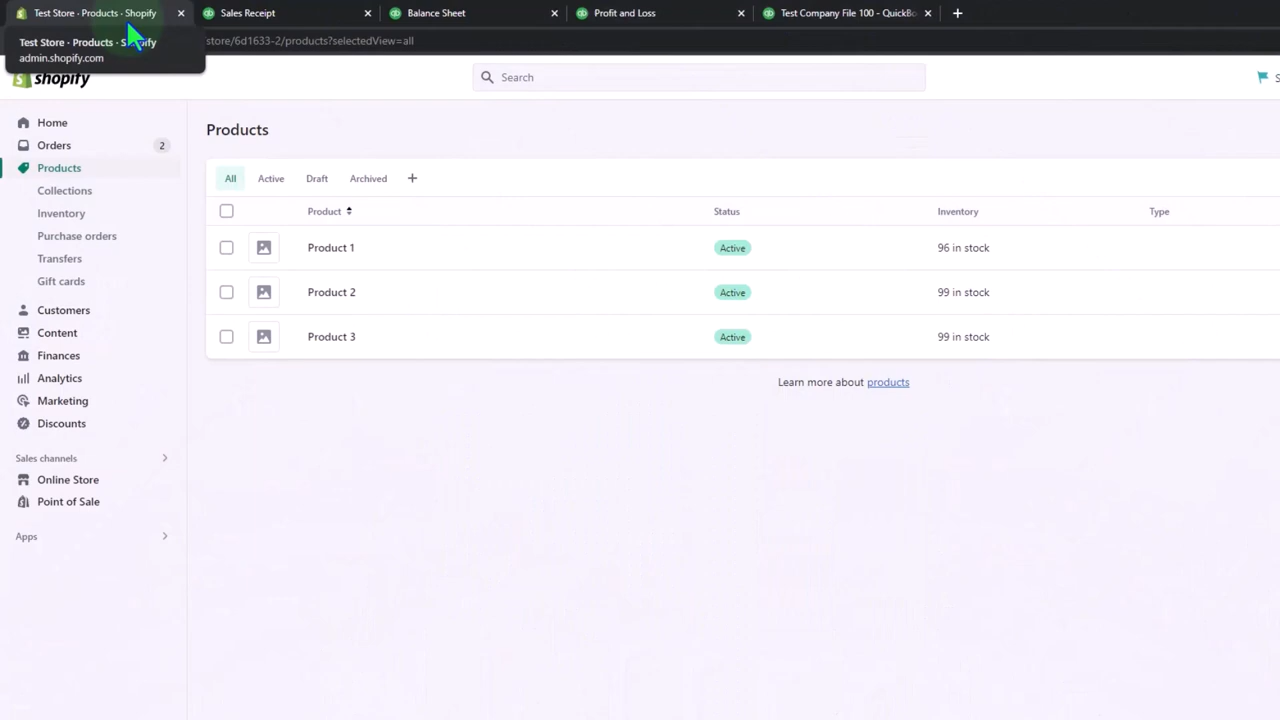 Test Store · Products · Shopify
Sales Receipt
Balance Sheet
Profit and Loss
Test Company File 100 - QuickBo
Test Store · Products · Shopify
admin.shopify.com
store/6d1633-2/products?selectedView=all
shopify
Search
Home
Orders 2
Products
Collections
Inventory
Purchase orders
Transfers
Gift cards
Customers
Content
Finances
Analytics
Marketing
Discounts
Sales channels
Online Store
Point of Sale
Apps
Products
All Active Draft Archived +
Product Status Inventory Type
Product 1 Active 96 in stock
Product 2 Active 99 in stock
Product 3 Active 99 in stock
Learn more about products